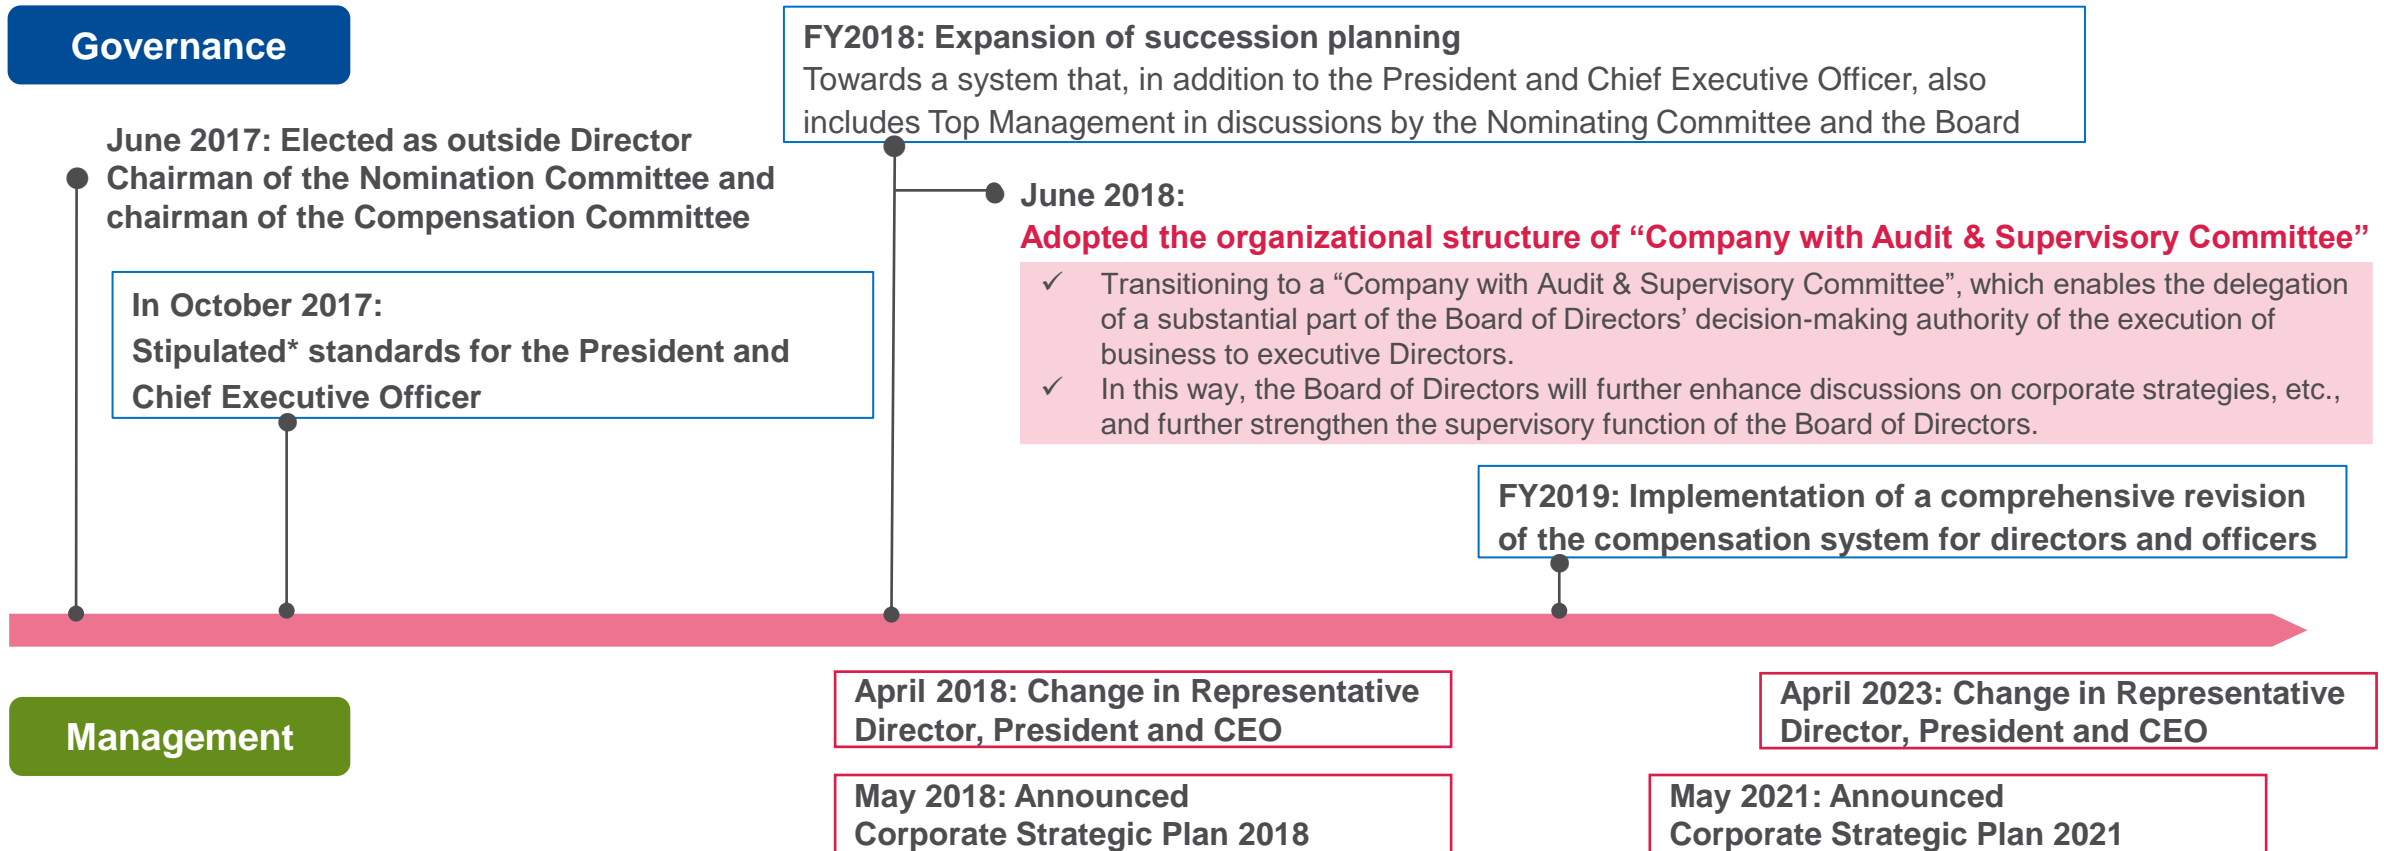 Governance
FY2018: Expansion of succession planning
Towards a system that, in addition to the President and Chief Executive Officer, also
includes Top Management in discussions by the Nominating Committee and the Board
June 2017: Elected as outside Director
Chairman of the Nomination Committee and
chairman of the Compensation Committee
June 2018:
Adopted the organizational structure of “Company with Audit & Supervisory Committee”
✓ Transitioning to a “Company with Audit & Supervisory Committee”, which enables the delegation
of a substantial part of the Board of Directors’ decision-making authority of the execution of
business to executive Directors.
✓ In this way, the Board of Directors will further enhance discussions on corporate strategies, etc.,
and further strengthen the supervisory function of the Board of Directors.
In October 2017:
Stipulated* standards for the President and
Chief Executive Officer
FY2019: Implementation of a comprehensive revision
of the compensation system for directors and officers
Management
April 2018: Change in Representative
Director, President and CEO
April 2023: Change in Representative
Director, President and CEO
May 2018: Announced
Corporate Strategic Plan 2018
May 2021: Announced
Corporate Strategic Plan 2021